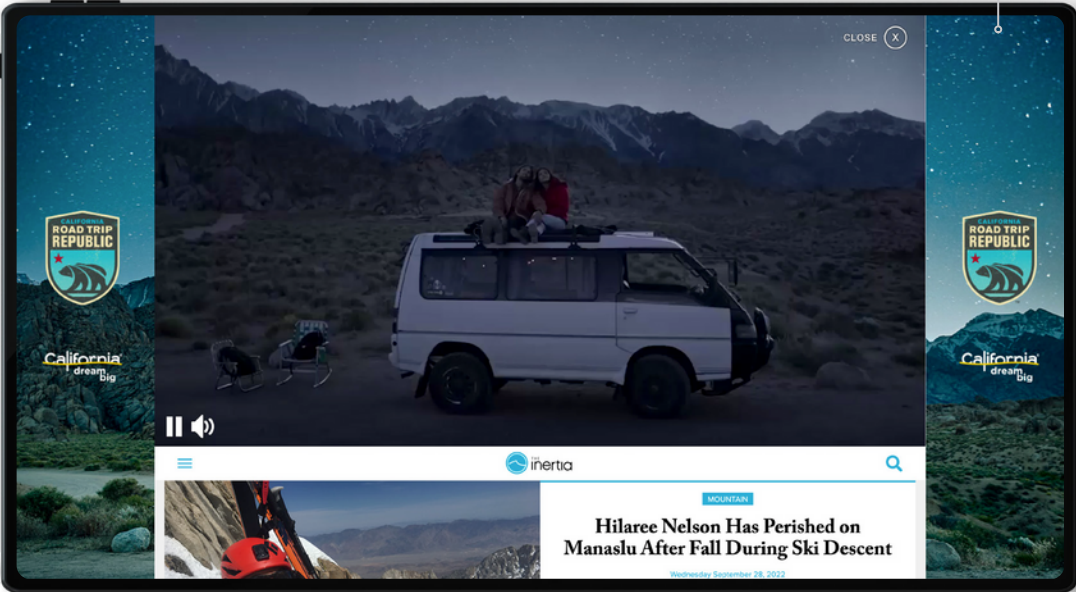 CLOSE X
CALIFORNIA
ROAD TRIP
REPUBLIC
California
dream
big
CALIFORNIA
ROAD TRIP
REPUBLIC
California
dream
big
THE
inertia
MOUNTAIN
Hilaree Nelson Has Perished on
Manaslu After Fall During Ski Descent
Wednesday September 28, 2022